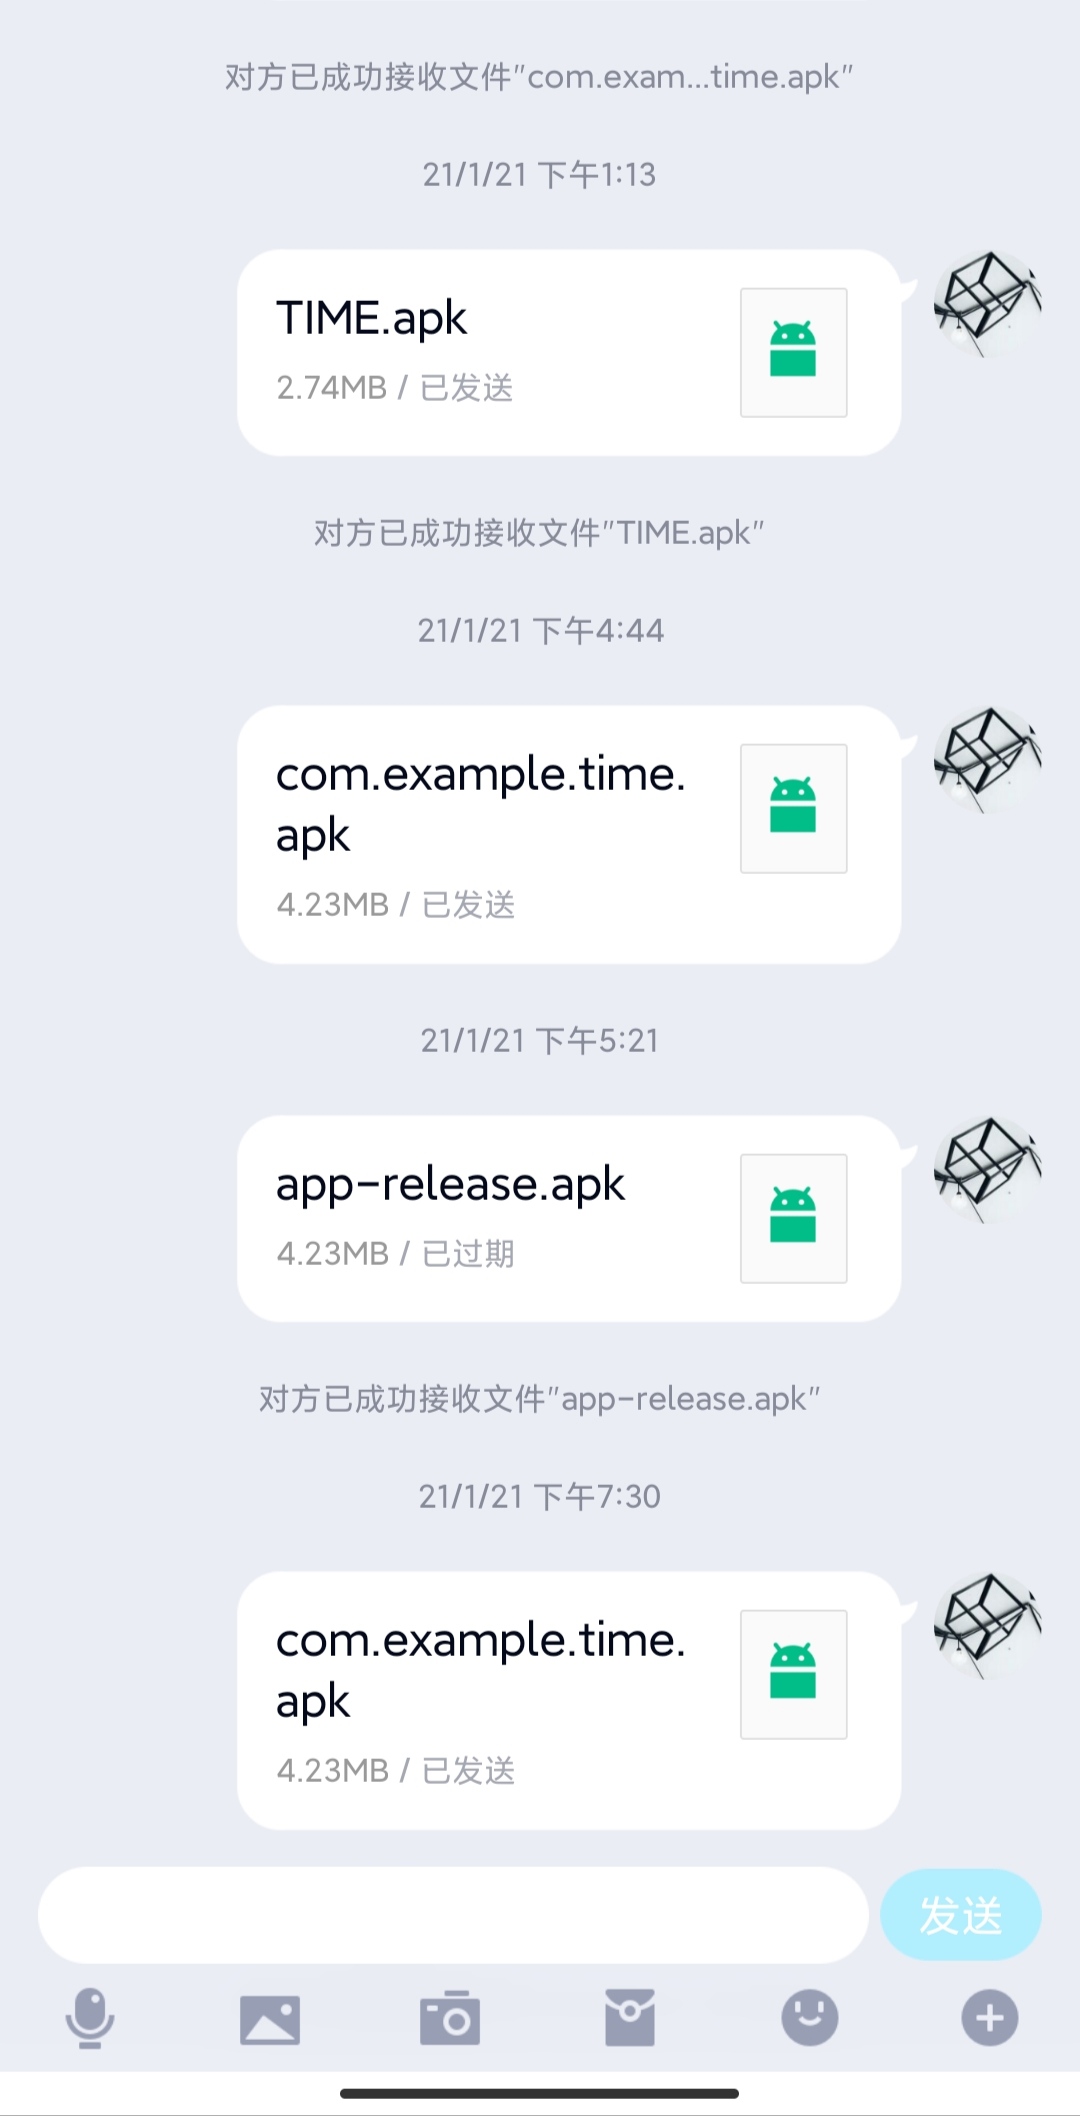 对方已成功接收文件"com.exam...time.apk"
21/1/21 下午1:13
TIME.apk
2.74MB / 已发送
对方已成功接收文件"TIME.apk"
21/1/21 下午4:44
com.example.time.
apk
4.23MB / 已发送
21/1/21 下午5:21
app-release.apk
4.23MB / 已过期
对方已成功接收文件"app-release.apk"
21/1/21 下午7:30
com.example.time.
apk
4.23MB / 已发送
发送